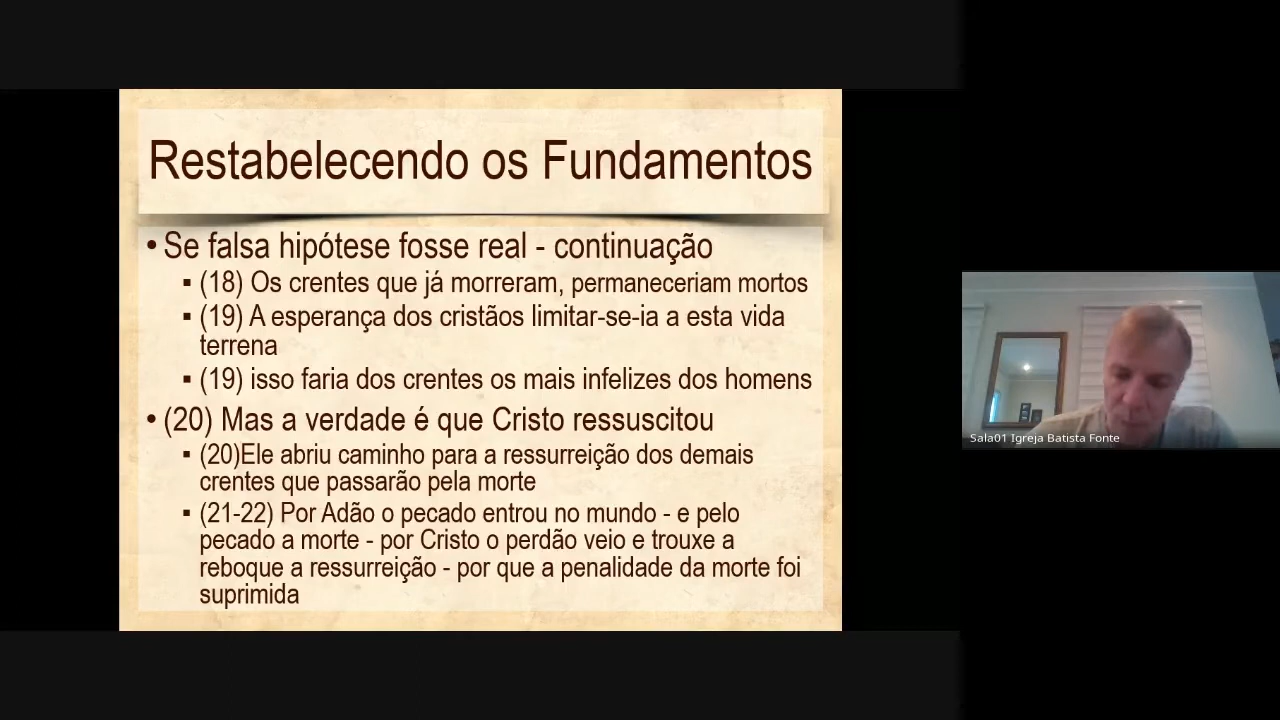 Restabelecendo os Fundamentos
• Se falsa hipótese fosse real - continuação
▪ (18) Os crentes que já morreram, permaneceriam mortos
▪ (19) A esperança dos cristãos limitar-se-ia a esta vida
terrena
▪ (19) isso faria dos crentes os mais infelizes dos homens
• (20) Mas a verdade é que Cristo ressuscitou
▪ (20)Ele abriu caminho para a ressurreição dos demais
crentes que passarão pela morte
▪ (21-22) Por Adão o pecado entrou no mundo - e pelo
pecado a morte - por Cristo o perdão veio e trouxe a
reboque a ressurreição - por que a penalidade da morte foi
suprimida
Sala01 Igreja Batista Fonte